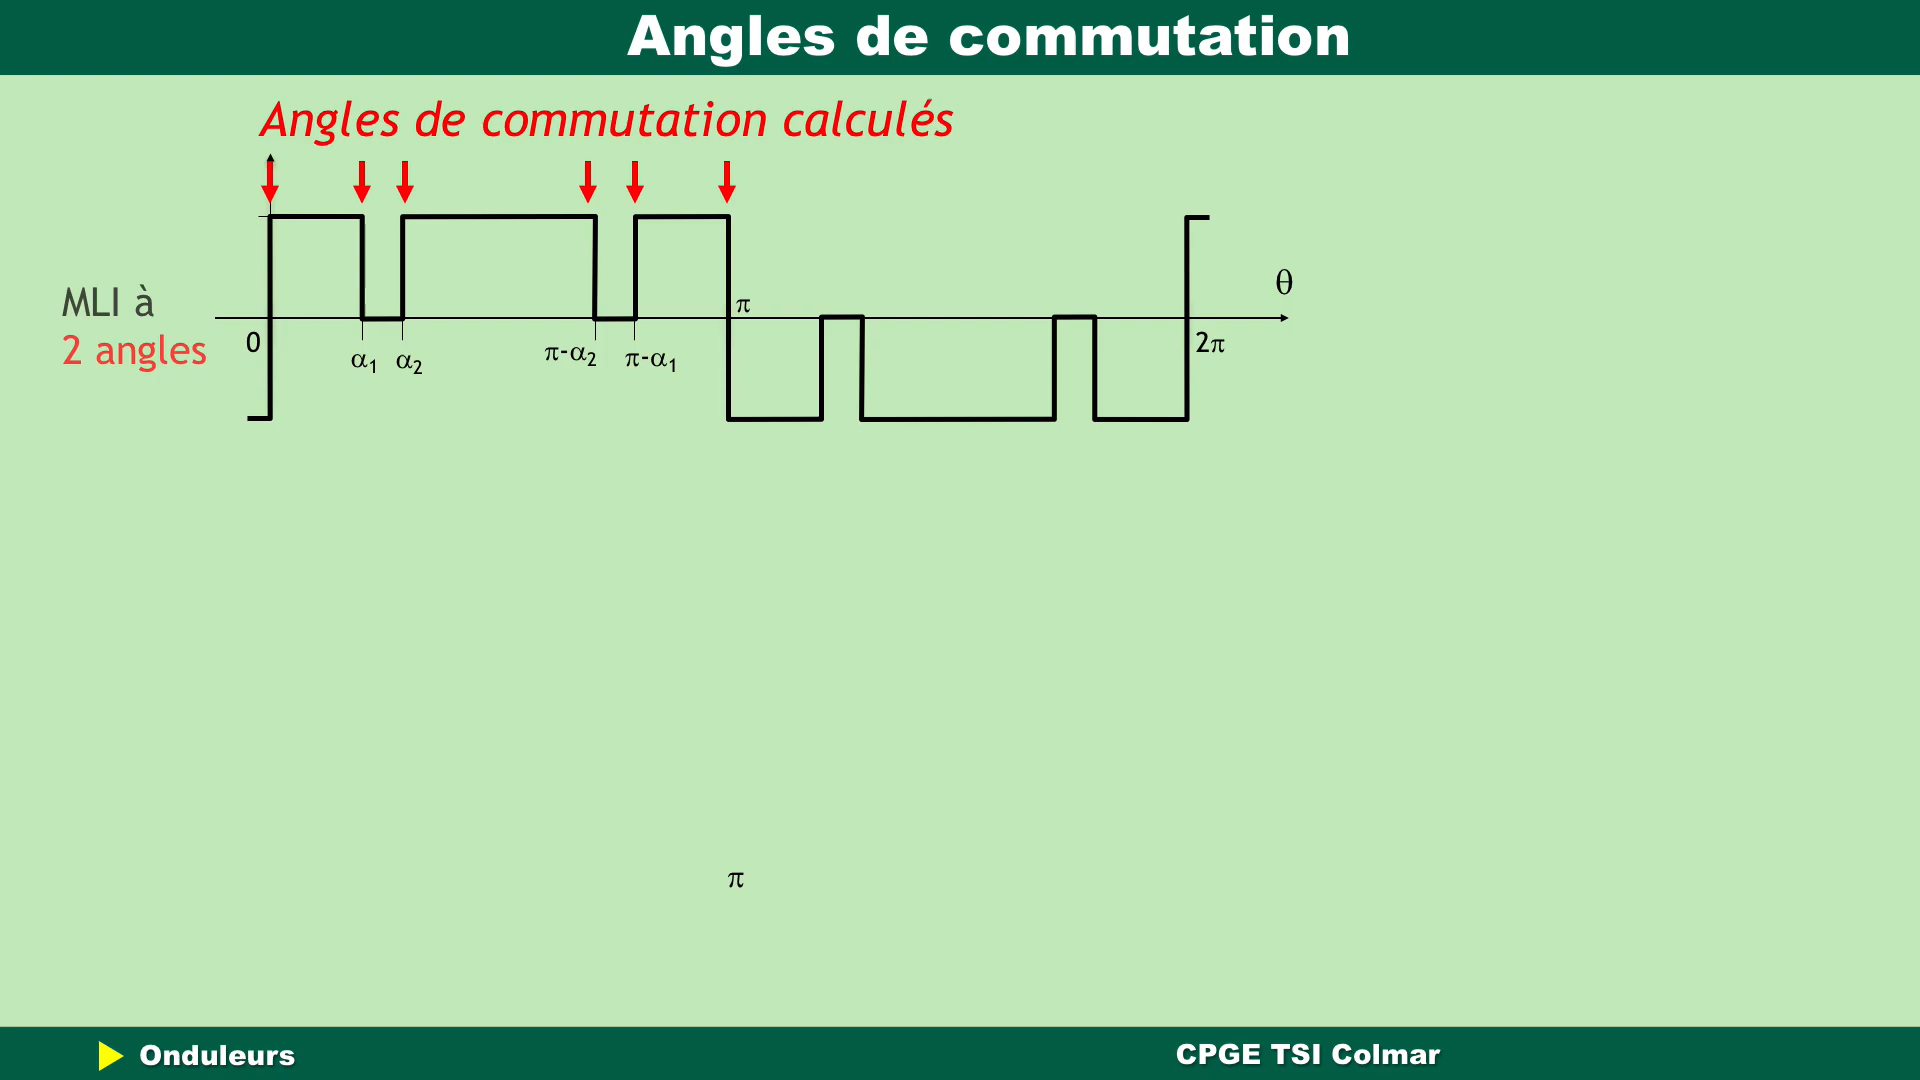 Angles de commutation
Angles de commutation calculés
MLI à
2 angles
θ
π
0
α1
α2
π-α2
π-α1
2π
π
Onduleurs
CPGE TSI Colmar